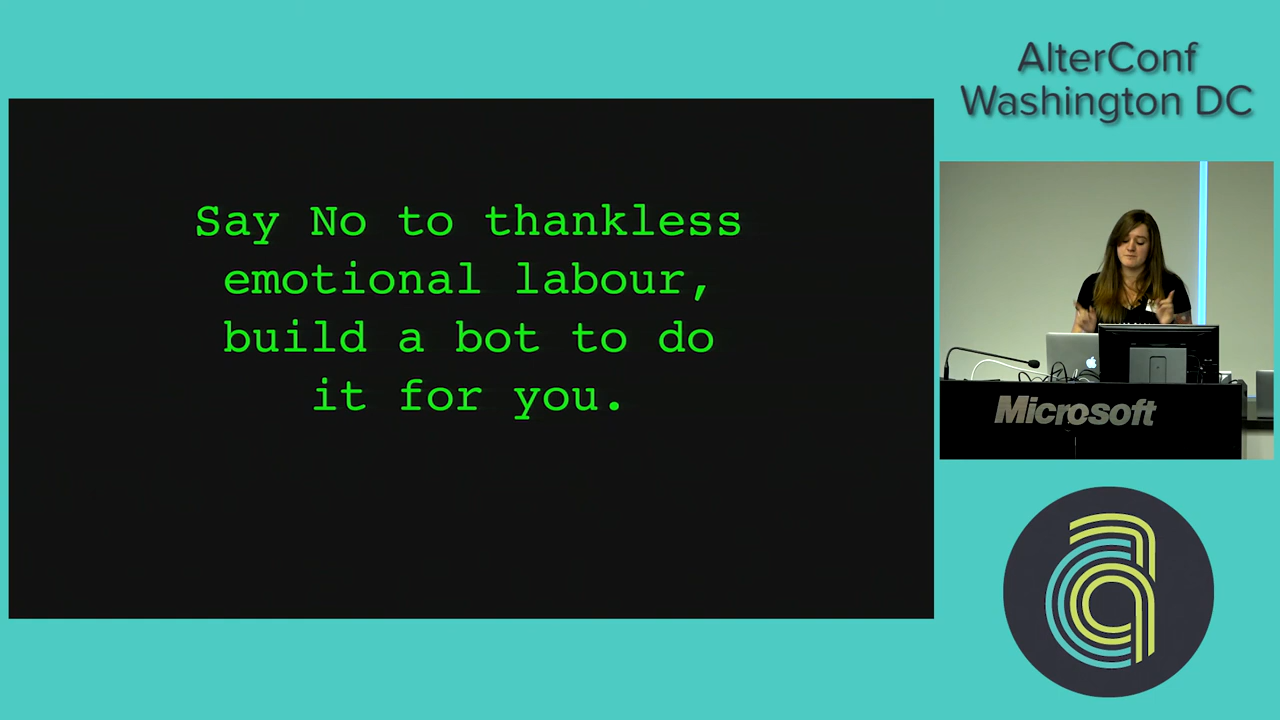 AlterConf
Washington DC
Say No to thankless
emotional labour,
build a bot to do
it for you.
Microsoft